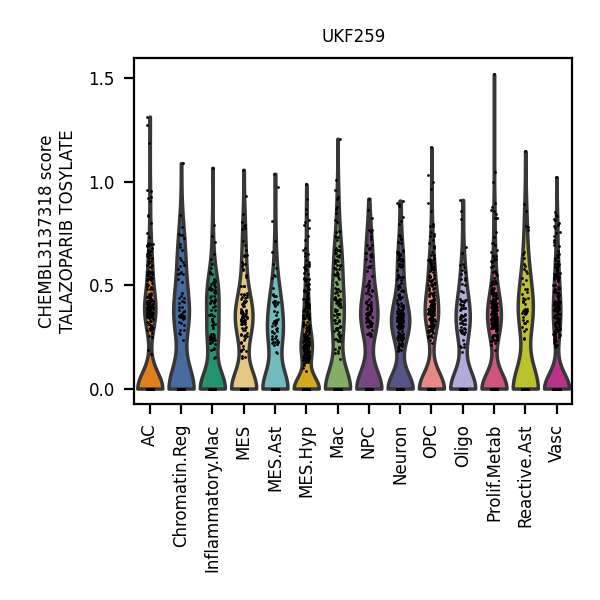 UKF259
CHEMBL3137318 score
TALAZOPARIB TOSYLATE
1.5
1.0
0.5
0.0
AC
Chromatin.Reg
Inflammatory.Mac
MES
MES.Ast
MES.Hyp
Mac
NPC
Neuron
OPC
Oligo
Prolif.Metab
Reactive.Ast
Vasc